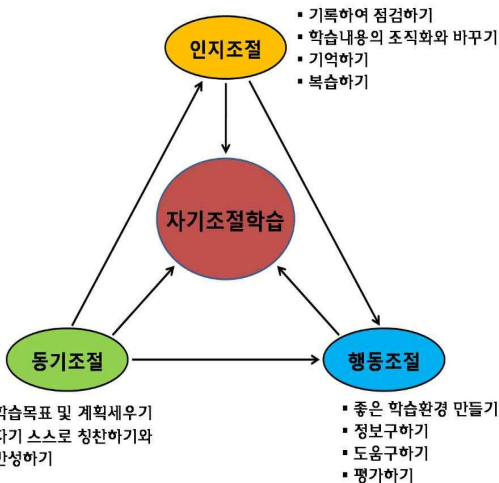 인지조절
▪ 기록하여 점검하기
▪ 학습내용의 조직화와 바꾸기
▪ 기억하기
▪ 복습하기
자기조절학습
동기조절
학습목표 및 계획세우기
자기 스스로 칭찬하기와
반성하기
행동조절
▪ 좋은 학습환경 만들기
▪ 정보구하기
▪ 도움구하기
▪ 평가하기